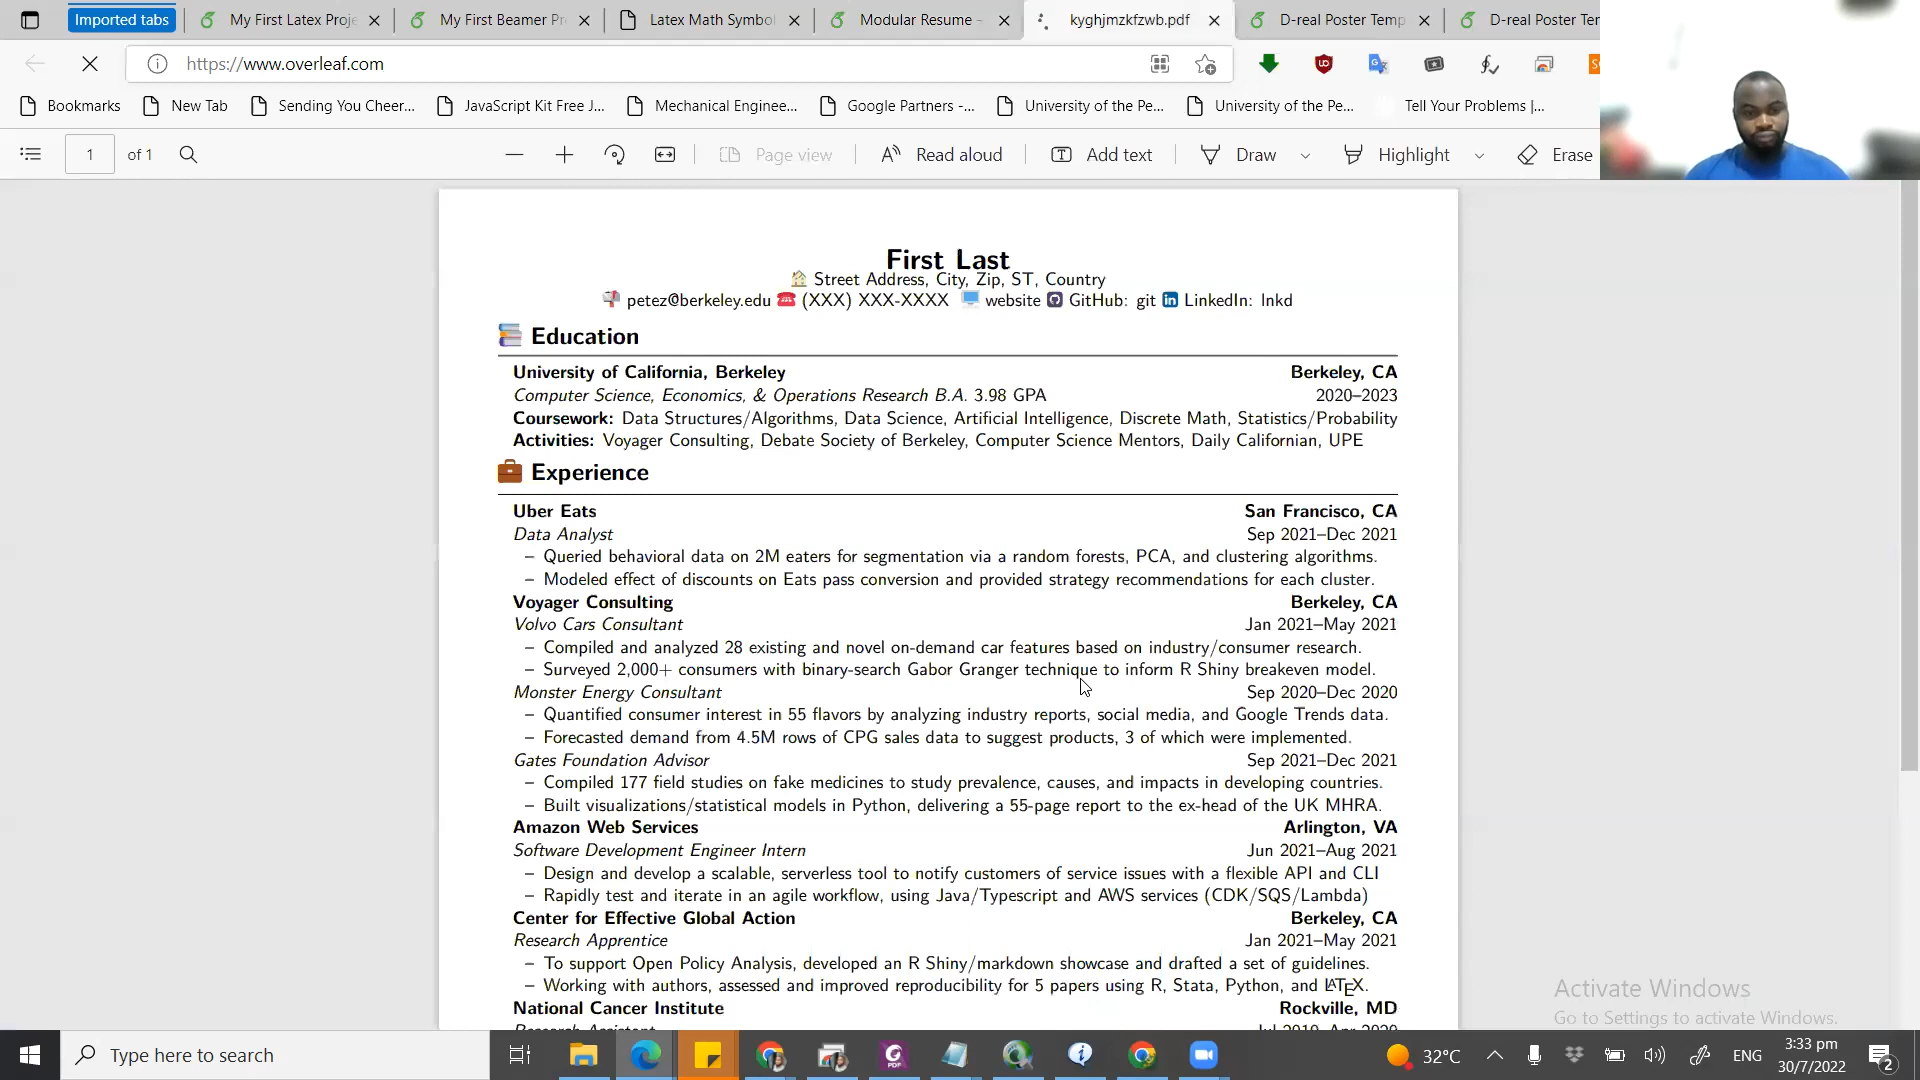 Imported tabs
My First Latex Proje
My First Beamer Pr
Latex Math Symbol
Modular Resume -
kyghjmzkfzwb.pdf
D-real Poster Temp
D-real Poster Ter
https://www.overleaf.com
Bookmarks
New Tab
Sending You Cheer...
JavaScript Kit Free J...
Mechanical Enginee...
Google Partners -...
University of the Pe...
University of the Pe...
Tell Your Problems |...
1 of 1
Page view
Read aloud
Add text
Draw
Highlight
Erase
First Last
Street Address, City, Zip, ST, Country
petez@berkeley.edu (XXX) XXX-XXXX website GitHub: git LinkedIn: lnkd
Education
University of California, Berkeley Berkeley, CA
Computer Science, Economics, & Operations Research B.A. 3.98 GPA 2020–2023
Coursework: Data Structures/Algorithms, Data Science, Artificial Intelligence, Discrete Math, Statistics/Probability
Activities: Voyager Consulting, Debate Society of Berkeley, Computer Science Mentors, Daily Californian, UPE
Experience
Uber Eats San Francisco, CA
Data Analyst Sep 2021–Dec 2021
– Queried behavioral data on 2M eaters for segmentation via a random forests, PCA, and clustering algorithms.
– Modeled effect of discounts on Eats pass conversion and provided strategy recommendations for each cluster.
Voyager Consulting Berkeley, CA
Volvo Cars Consultant Jan 2021–May 2021
– Compiled and analyzed 28 existing and novel on-demand car features based on industry/consumer research.
– Surveyed 2,000+ consumers with binary-search Gabor Granger technique to inform R Shiny breakeven model.
Monster Energy Consultant Sep 2020–Dec 2020
– Quantified consumer interest in 55 flavors by analyzing industry reports, social media, and Google Trends data.
– Forecasted demand from 4.5M rows of CPG sales data to suggest products, 3 of which were implemented.
Gates Foundation Advisor Sep 2021–Dec 2021
– Compiled 177 field studies on fake medicines to study prevalence, causes, and impacts in developing countries.
– Built visualizations/statistical models in Python, delivering a 55-page report to the ex-head of the UK MHRA.
Amazon Web Services Arlington, VA
Software Development Engineer Intern Jun 2021–Aug 2021
– Design and develop a scalable, serverless tool to notify customers of service issues with a flexible API and CLI
– Rapidly test and iterate in an agile workflow, using Java/Typescript and AWS services (CDK/SQS/Lambda)
Center for Effective Global Action Berkeley, CA
Research Apprentice Jan 2021–May 2021
– To support Open Policy Analysis, developed an R Shiny/markdown showcase and drafted a set of guidelines.
– Working with authors, assessed and improved reproducibility for 5 papers using R, Stata, Python, and LATEX.
National Cancer Institute Rockville, MD
Research Assistant Jul 2019–Apr 2020
Activate Windows
Go to Settings to activate Windows.
Type here to search
32°C
ENG
3:33 pm
30/7/2022
2